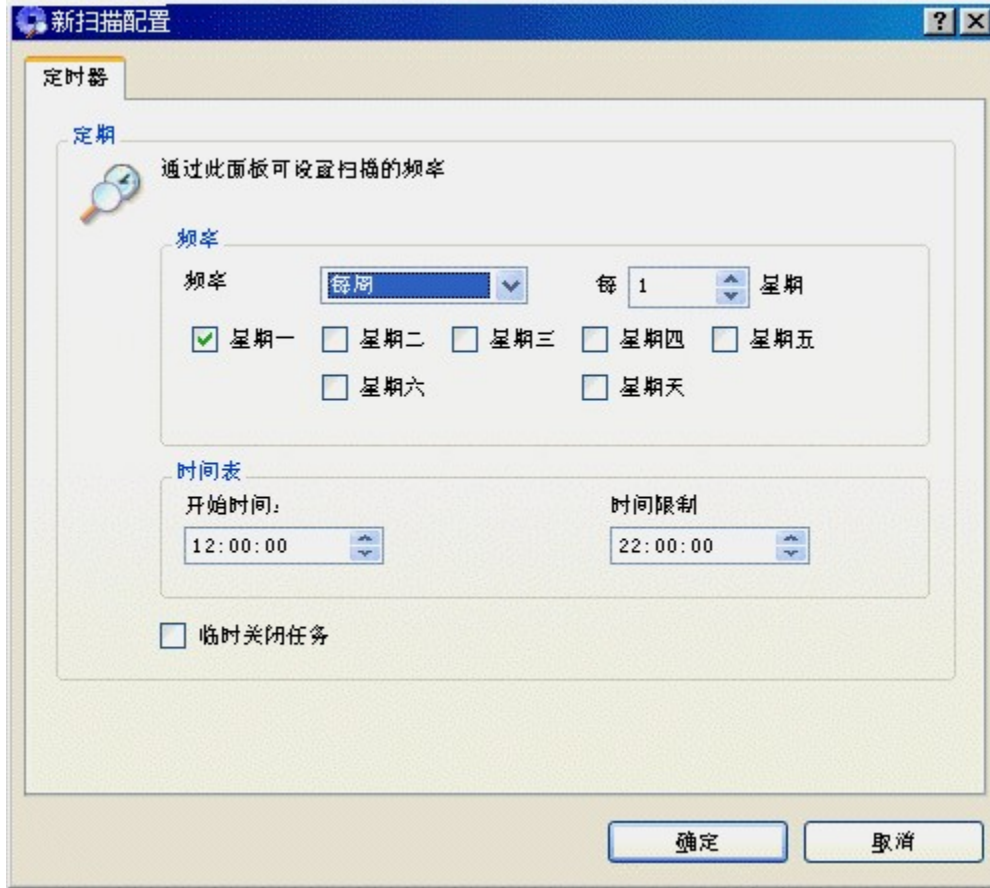 新扫描配置
定时器
定期
通过此面板可设置扫描的频率
频率
频率 每周 每 1 星期
星期一 星期二 星期三 星期四 星期五
星期六 星期天
时间表
开始时间: 时间限制
12:00:00 22:00:00
临时关闭任务
确定 取消